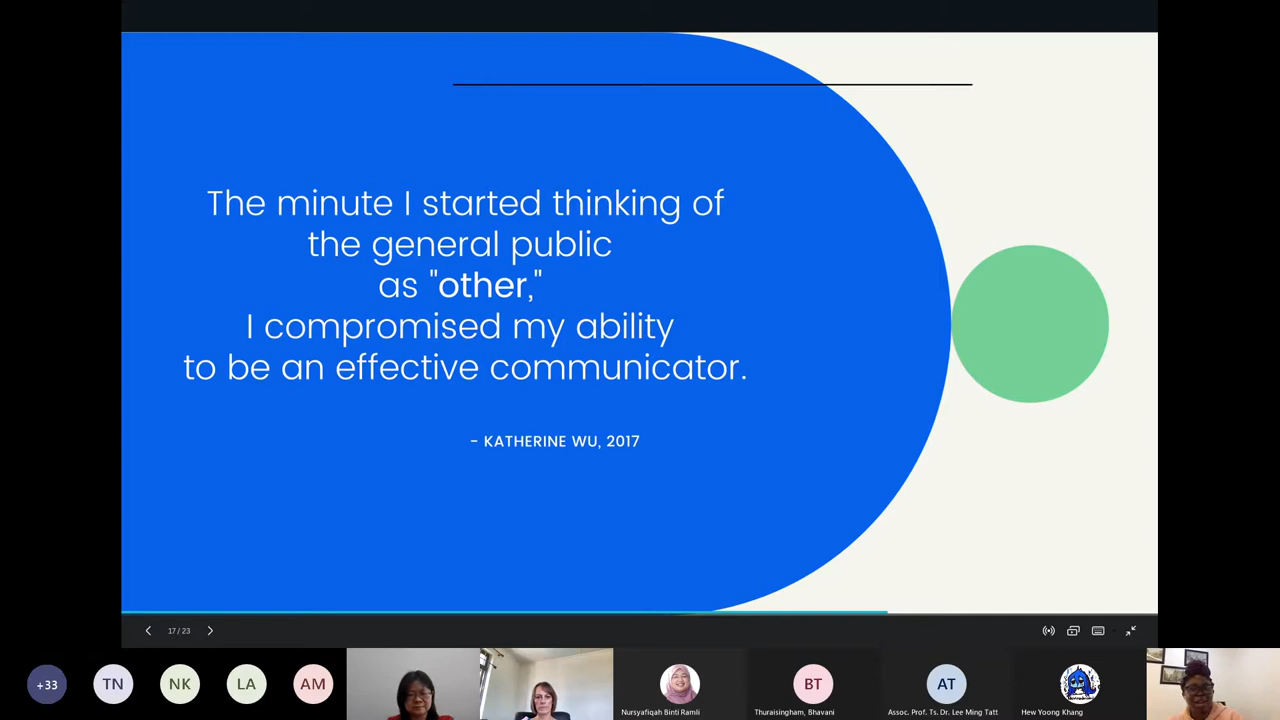 The minute I started thinking of
the general public
as "other,"
I compromised my ability
to be an effective communicator.
- KATHERINE WU, 2017
17 / 23
+33
TN
NK
LA
AM
BT
AT
Nursyafiqah Binti Ramli
Thuraisingham, Bhavani
Assoc. Prof. Ts. Dr. Lee Ming Tatt
Hew Yoong Khang